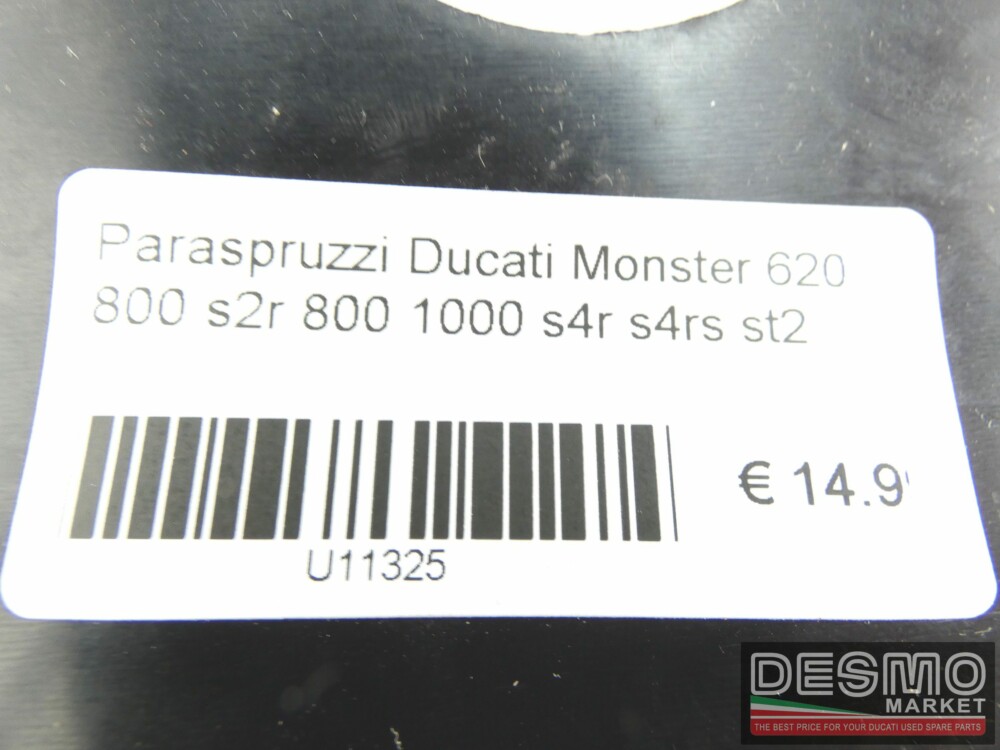 Paraspruzzi Ducati Monster 620
800 s2r 800 1000 s4r s4rs st2
€ 14.9
U11325
DESMO
MARKET
THE BEST PRICE FOR YOUR DUCATI USED SPARE PARTS